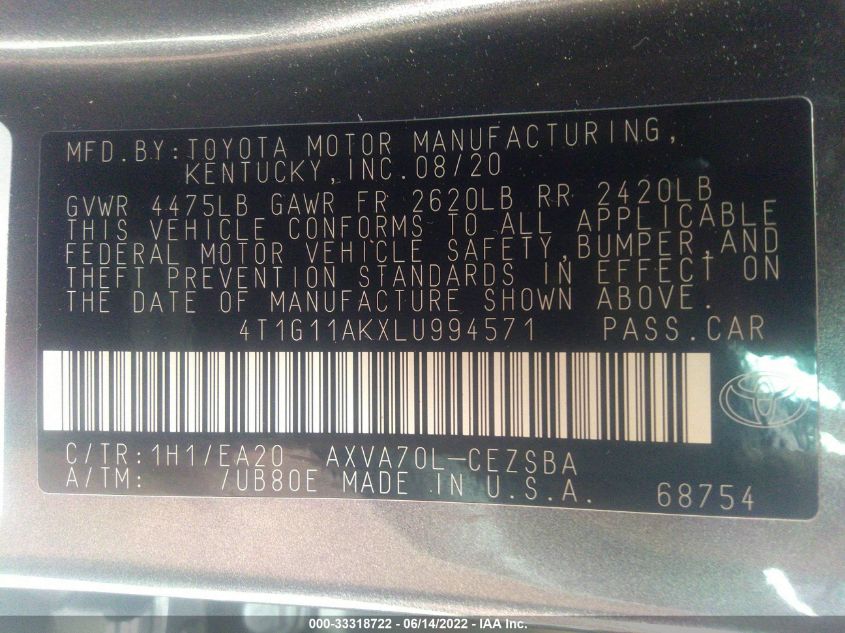 MFD.BY:TOYOTA MOTOR MANUFACTURING,
KENTUCKY,INC.08/20
GVWR 4475LB GAWR FR 2620LB RR 2420LB
THIS VEHICLE CONFORMS TO ALL APPLICABLE
FEDERAL MOTOR VEHICLE SAFETY,BUMPER,AND
THEFT PREVENTION STANDARDS IN EFFECT ON
THE DATE OF MANUFACTURE SHOWN ABOVE.
4T1G11AKXLU994571 PASS.CAR
C/TR:1H1/EA20 AXVA70L-CEZSBA
A/TM: /UB80E MADE IN U.S.A. 68754
000-33318722 - 06/14/2022 - IAA Inc.